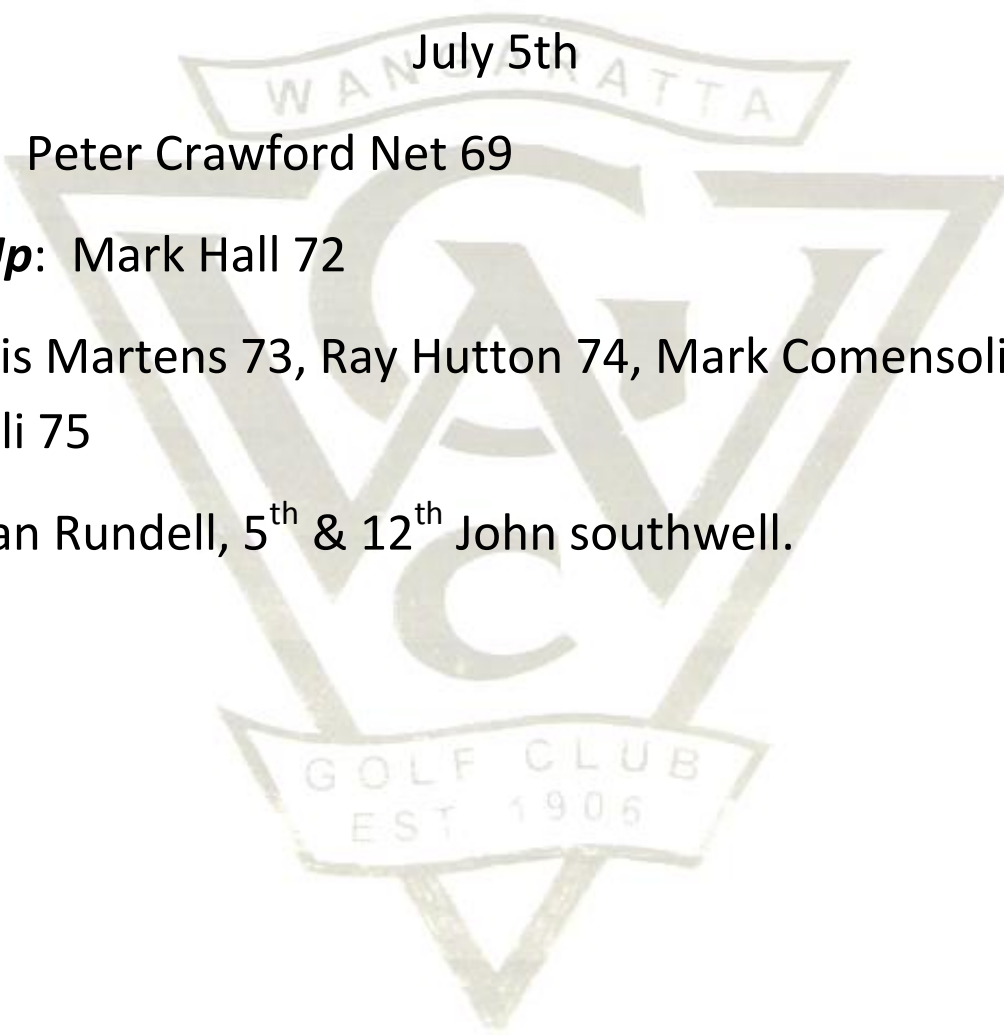 July 5th
WANGARATTA
Peter Crawford Net 69
Up: Mark Hall 72
is Martens 73, Ray Hutton 74, Mark Comensoli
li 75
an Rundell, 5th & 12th John southwell.
GOLF CLUB
EST 1906